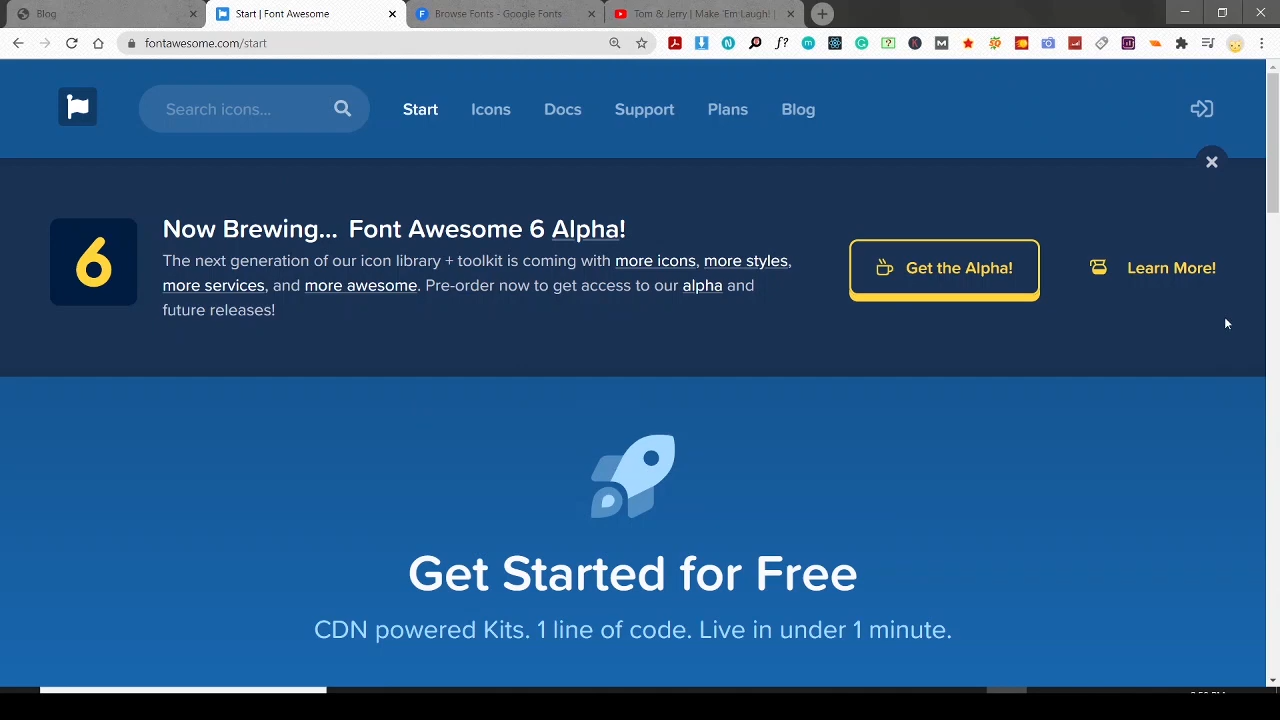 Blog
Start | Font Awesome
Browse Fonts - Google Fonts
Tom & Jerry | Make 'Em Laugh! |
fontawesome.com/start
Search icons...
Start
Icons
Docs
Support
Plans
Blog
6
Now Brewing... Font Awesome 6 Alpha!
The next generation of our icon library + toolkit is coming with more icons, more styles,
more services, and more awesome. Pre-order now to get access to our alpha and
future releases!
Get the Alpha!
Learn More!
Get Started for Free
CDN powered Kits. 1 line of code. Live in under 1 minute.